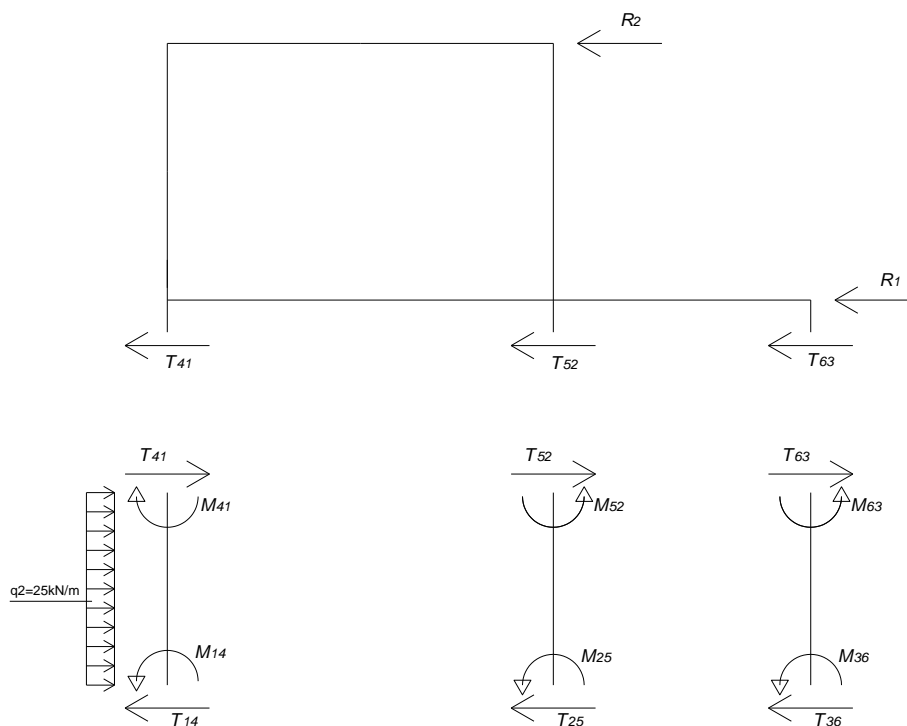 R2
R1
T41 T52 T63
T41 T52 T63
M41 M52 M63
q2=25kN/m
M14 M25 M36
T14 T25 T36